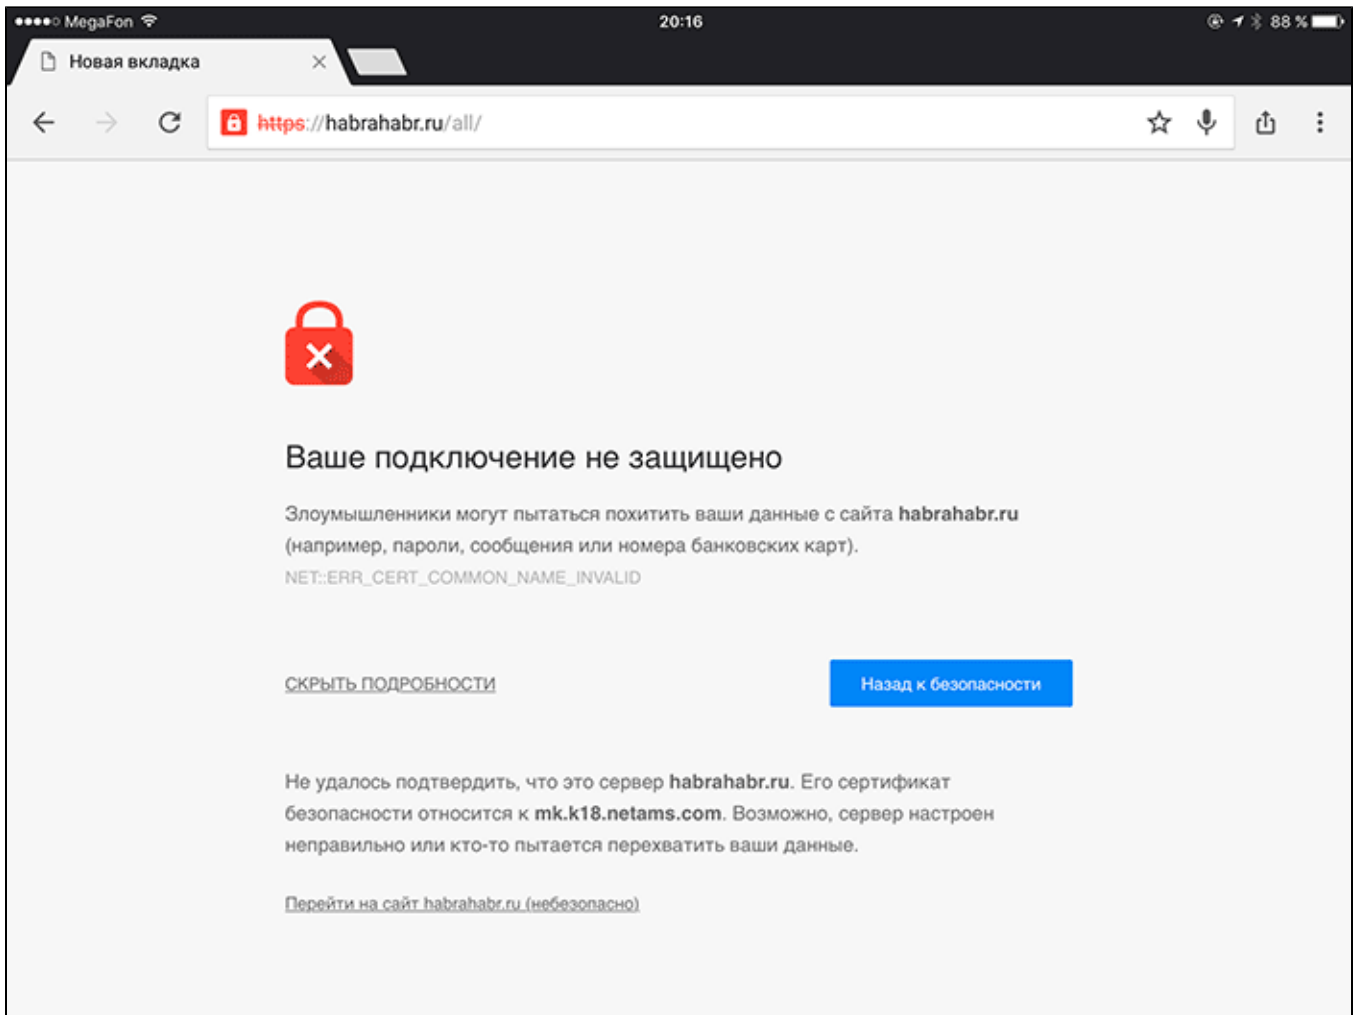 MegaFon 20:16 88 %
Новая вкладка
https://habrahabr.ru/all/
Ваше подключение не защищено
Злоумышленники могут пытаться похитить ваши данные с сайта habrahabr.ru
(например, пароли, сообщения или номера банковских карт).
NET::ERR_CERT_COMMON_NAME_INVALID
СКРЫТЬ ПОДРОБНОСТИ
Назад к безопасности
Не удалось подтвердить, что это сервер habrahabr.ru. Его сертификат
безопасности относится к mk.k18.netams.com. Возможно, сервер настроен
неправильно или кто-то пытается перехватить ваши данные.
Перейти на сайт habrahabr.ru (небезопасно)